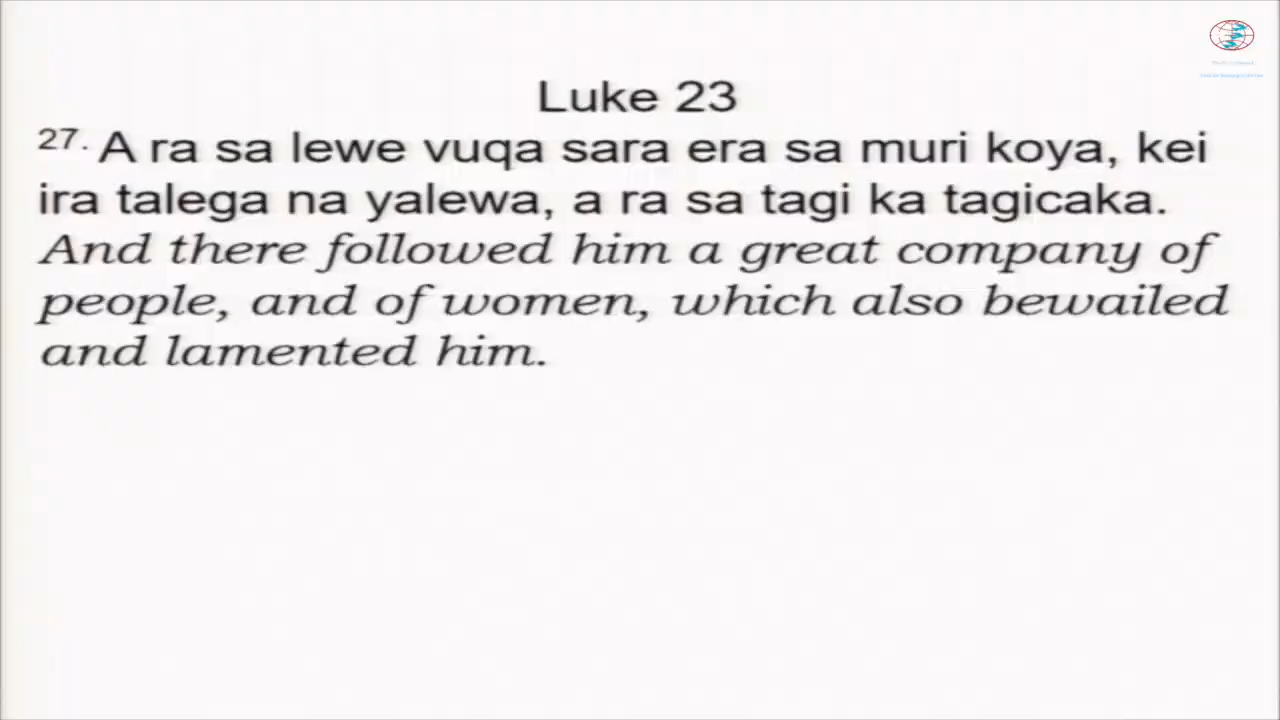 Luke 23
27. A ra sa lewe vuqa sara era sa muri koya, kei
ira talega na yalewa, a ra sa tagi ka tagicaka.
And there followed him a great company of
people, and of women, which also bewailed
and lamented him.